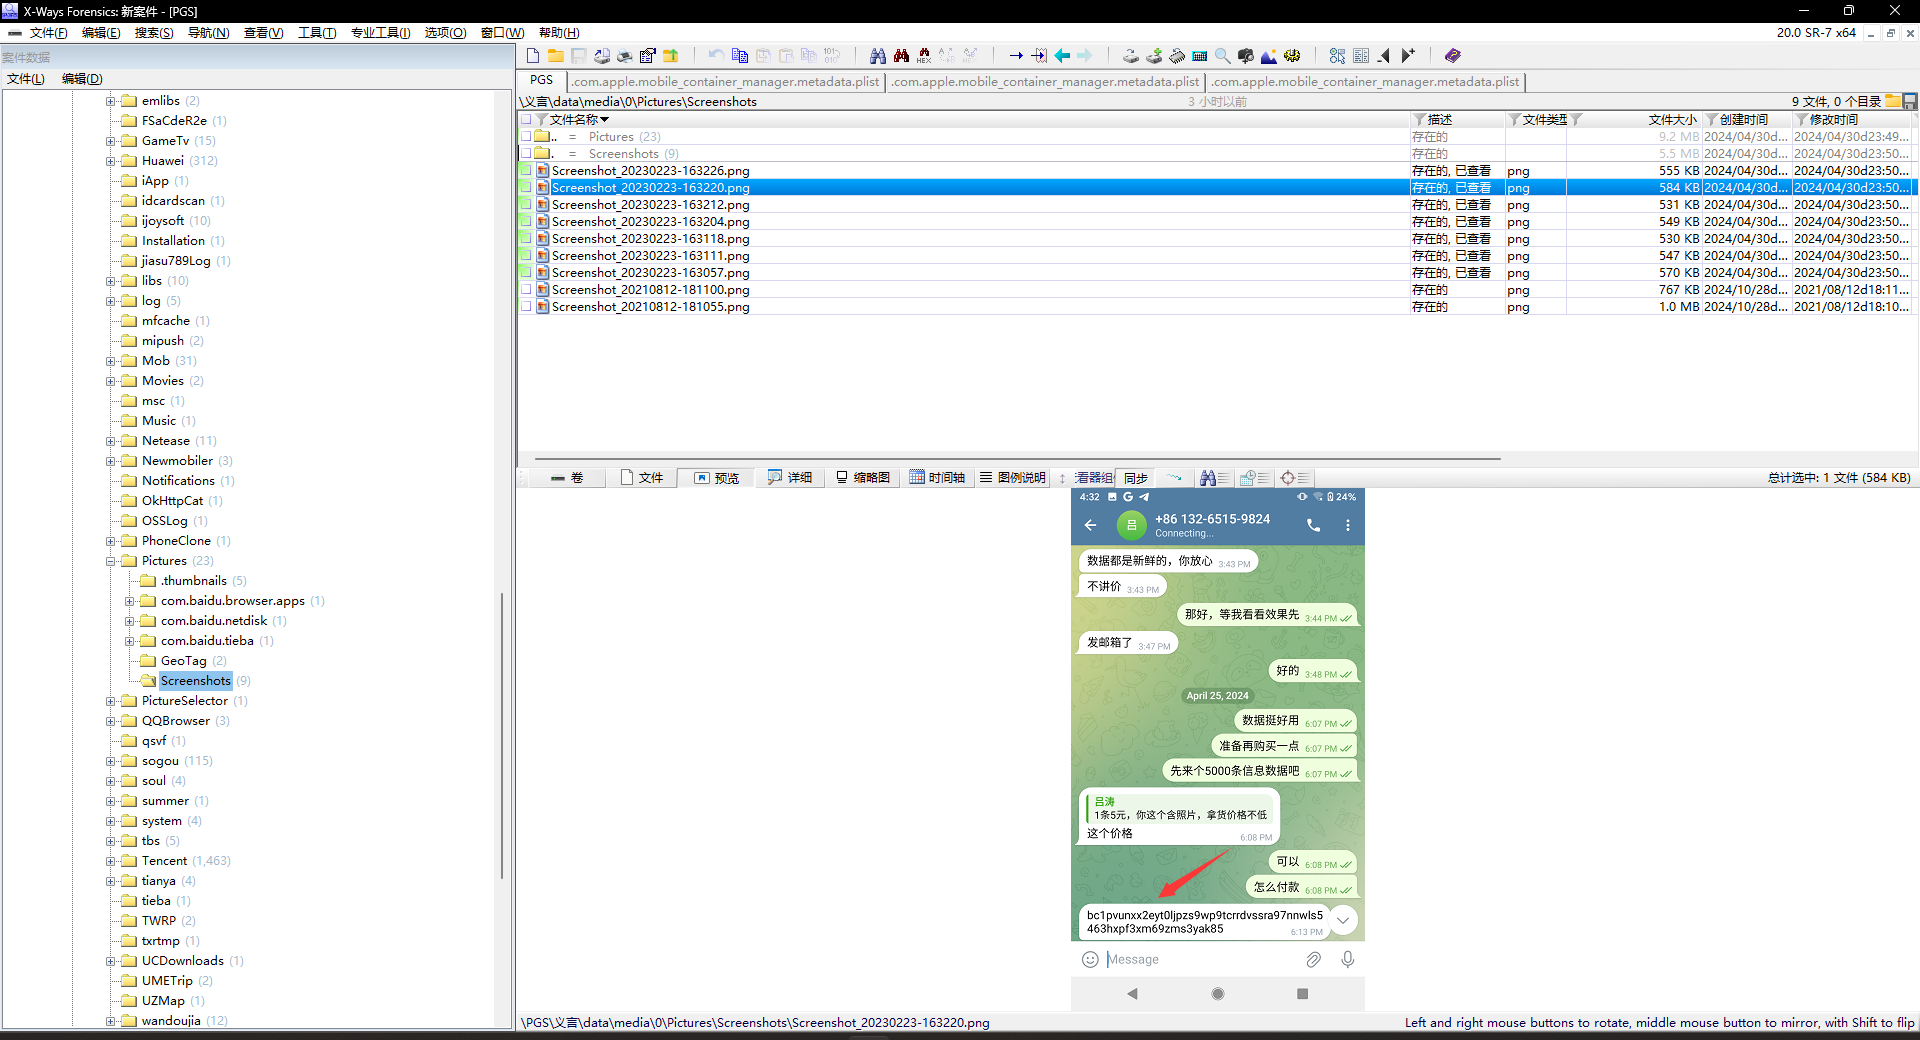 X-Ways Forensics: 新案件 - [PGS]
文件(F) 编辑(E) 搜索(S) 导航(N) 查看(V) 工具(T) 专业工具(I) 选项(O) 窗口(W) 帮助(H) 20.0 SR-7 x64
案件数据
文件(L) 编辑(D)
emlibs (2)
FSaCdeR2e (1)
GameTv (15)
Huawei (312)
iApp (1)
idcardscan (1)
ijoysoft (10)
Installation (1)
jiasu789Log (1)
libs (10)
log (5)
mfcache (1)
mipush (2)
Mob (31)
Movies (2)
msc (1)
Music (1)
Netease (11)
Newmobiler (3)
Notifications (1)
OkHttpCat (1)
OSSLog (1)
PhoneClone (1)
Pictures (23)
.thumbnails (5)
com.baidu.browser.apps (1)
com.baidu.netdisk (1)
com.baidu.tieba (1)
GeoTag (2)
Screenshots (9)
PictureSelector (1)
QQBrowser (3)
qsvf (1)
sogou (115)
soul (4)
summer (1)
system (4)
tbs (5)
Tencent (1,463)
tianya (4)
tieba (1)
TWRP (2)
txrtmp (1)
UCDownloads (1)
UMETrip (2)
UZMap (1)
wandoujia (12)
PGS .com.apple.mobile_container_manager.metadata.plist .com.apple.mobile_container_manager.metadata.plist .com.apple.mobile_container_manager.metadata.plist
\义言\data\media\0\Pictures\Screenshots 3 小时以前 9 文件, 0 个目录
文件名称 描述 文件类型 文件大小 创建时间 修改时间
.. = Pictures (23) 存在的 9.2 MB 2024/04/30d... 2024/04/30d23:49...
. = Screenshots (9) 存在的 5.5 MB 2024/04/30d... 2024/04/30d23:50...
Screenshot_20230223-163226.png 存在的, 已查看 png 555 KB 2024/04/30d... 2024/04/30d23:50...
Screenshot_20230223-163220.png 存在的, 已查看 png 584 KB 2024/04/30d... 2024/04/30d23:50...
Screenshot_20230223-163212.png 存在的, 已查看 png 531 KB 2024/04/30d... 2024/04/30d23:50...
Screenshot_20230223-163204.png 存在的, 已查看 png 549 KB 2024/04/30d... 2024/04/30d23:50...
Screenshot_20230223-163118.png 存在的, 已查看 png 530 KB 2024/04/30d... 2024/04/30d23:50...
Screenshot_20230223-163111.png 存在的, 已查看 png 547 KB 2024/04/30d... 2024/04/30d23:50...
Screenshot_20230223-163057.png 存在的, 已查看 png 570 KB 2024/04/30d... 2024/04/30d23:50...
Screenshot_20210812-181100.png 存在的 png 767 KB 2024/10/28d... 2021/08/12d18:11...
Screenshot_20210812-181055.png 存在的 png 1.0 MB 2024/10/28d... 2021/08/12d18:10...
卷 文件 预览 详细 缩略图 时间轴 图例说明 看器组 同步 总计选中: 1 文件 (584 KB)
4:32 24%
吕 +86 132-6515-9824
Connecting...
数据都是新鲜的，你放心 3:43 PM
不讲价 3:43 PM
那好，等我看看效果先 3:44 PM
发邮箱了 3:47 PM
好的 3:48 PM
April 25, 2024
数据挺好用 6:07 PM
准备再购买一点 6:07 PM
先来个5000条信息数据吧 6:07 PM
吕涛
1条5元，你这个含照片，拿货价格不低
这个价格 6:08 PM
可以 6:08 PM
怎么付款 6:08 PM
bc1pvunxx2eyt0ljpzs9wp9tcrrdvssra97nnwls5
463hxpf3xm69zms3yak85 6:13 PM
Message
\PGS\义言\data\media\0\Pictures\Screenshots\Screenshot_20230223-163220.png Left and right mouse buttons to rotate, middle mouse button to mirror, with Shift to flip